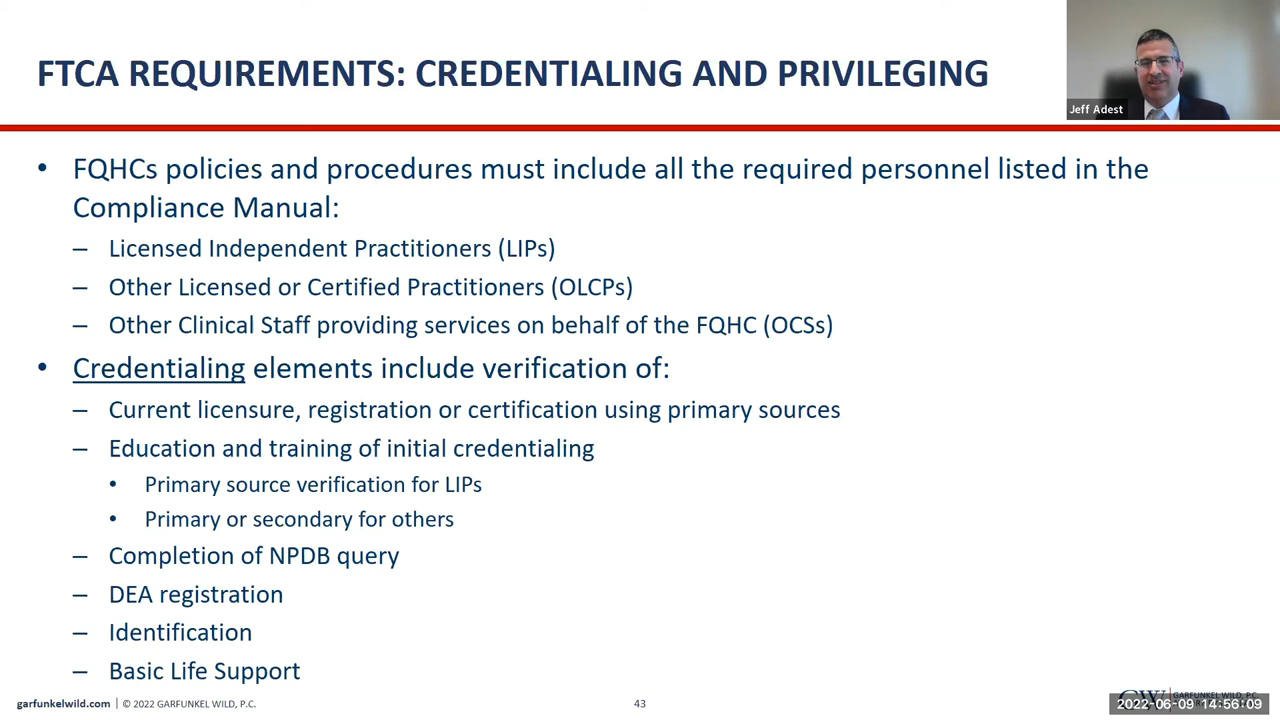 FTCA REQUIREMENTS: CREDENTIALING AND PRIVILEGING
Jeff Adest
• FQHCs policies and procedures must include all the required personnel listed in the
Compliance Manual:
– Licensed Independent Practitioners (LIPs)
– Other Licensed or Certified Practitioners (OLCPs)
– Other Clinical Staff providing services on behalf of the FQHC (OCSs)
• Credentialing elements include verification of:
– Current licensure, registration or certification using primary sources
– Education and training of initial credentialing
• Primary source verification for LIPs
• Primary or secondary for others
– Completion of NPDB query
– DEA registration
– Identification
– Basic Life Support
garfunkelwild.com | © 2022 GARFUNKEL WILD, P.C.
43
GARFUNKEL WILD, P.C.
2022-06-09 14:56:09